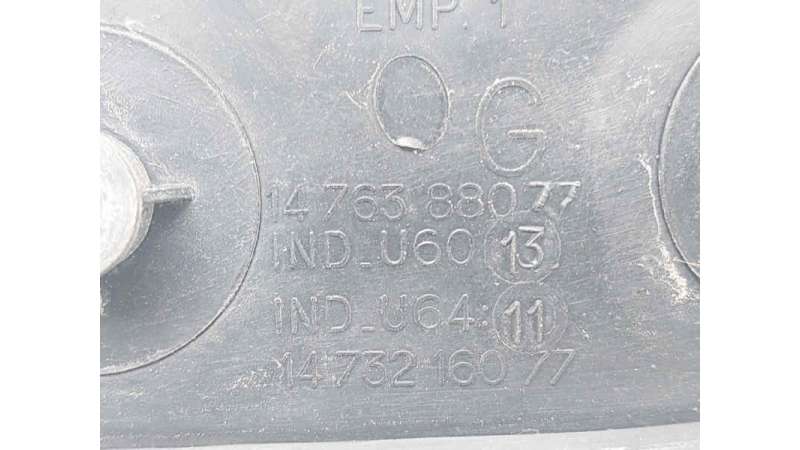 EMP. 1
G
14 763 880 77
IND_U60 13
IND_U64: 11
14 732 160 77